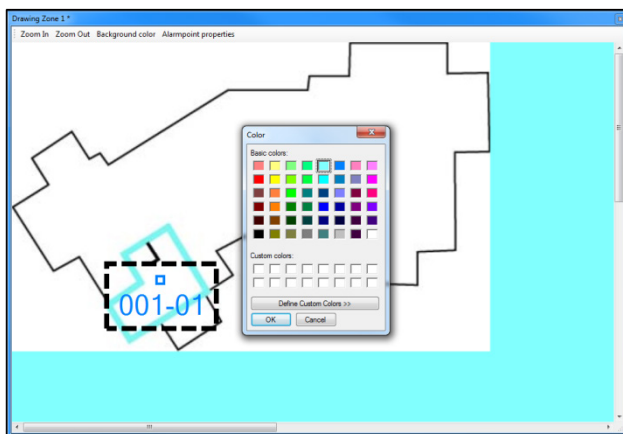 Drawing Zone 1 *
Zoom In Zoom Out Background color Alarmpoint properties
Color
Basic colors:
001-01
Custom colors:
Define Custom Colors >>
OK Cancel